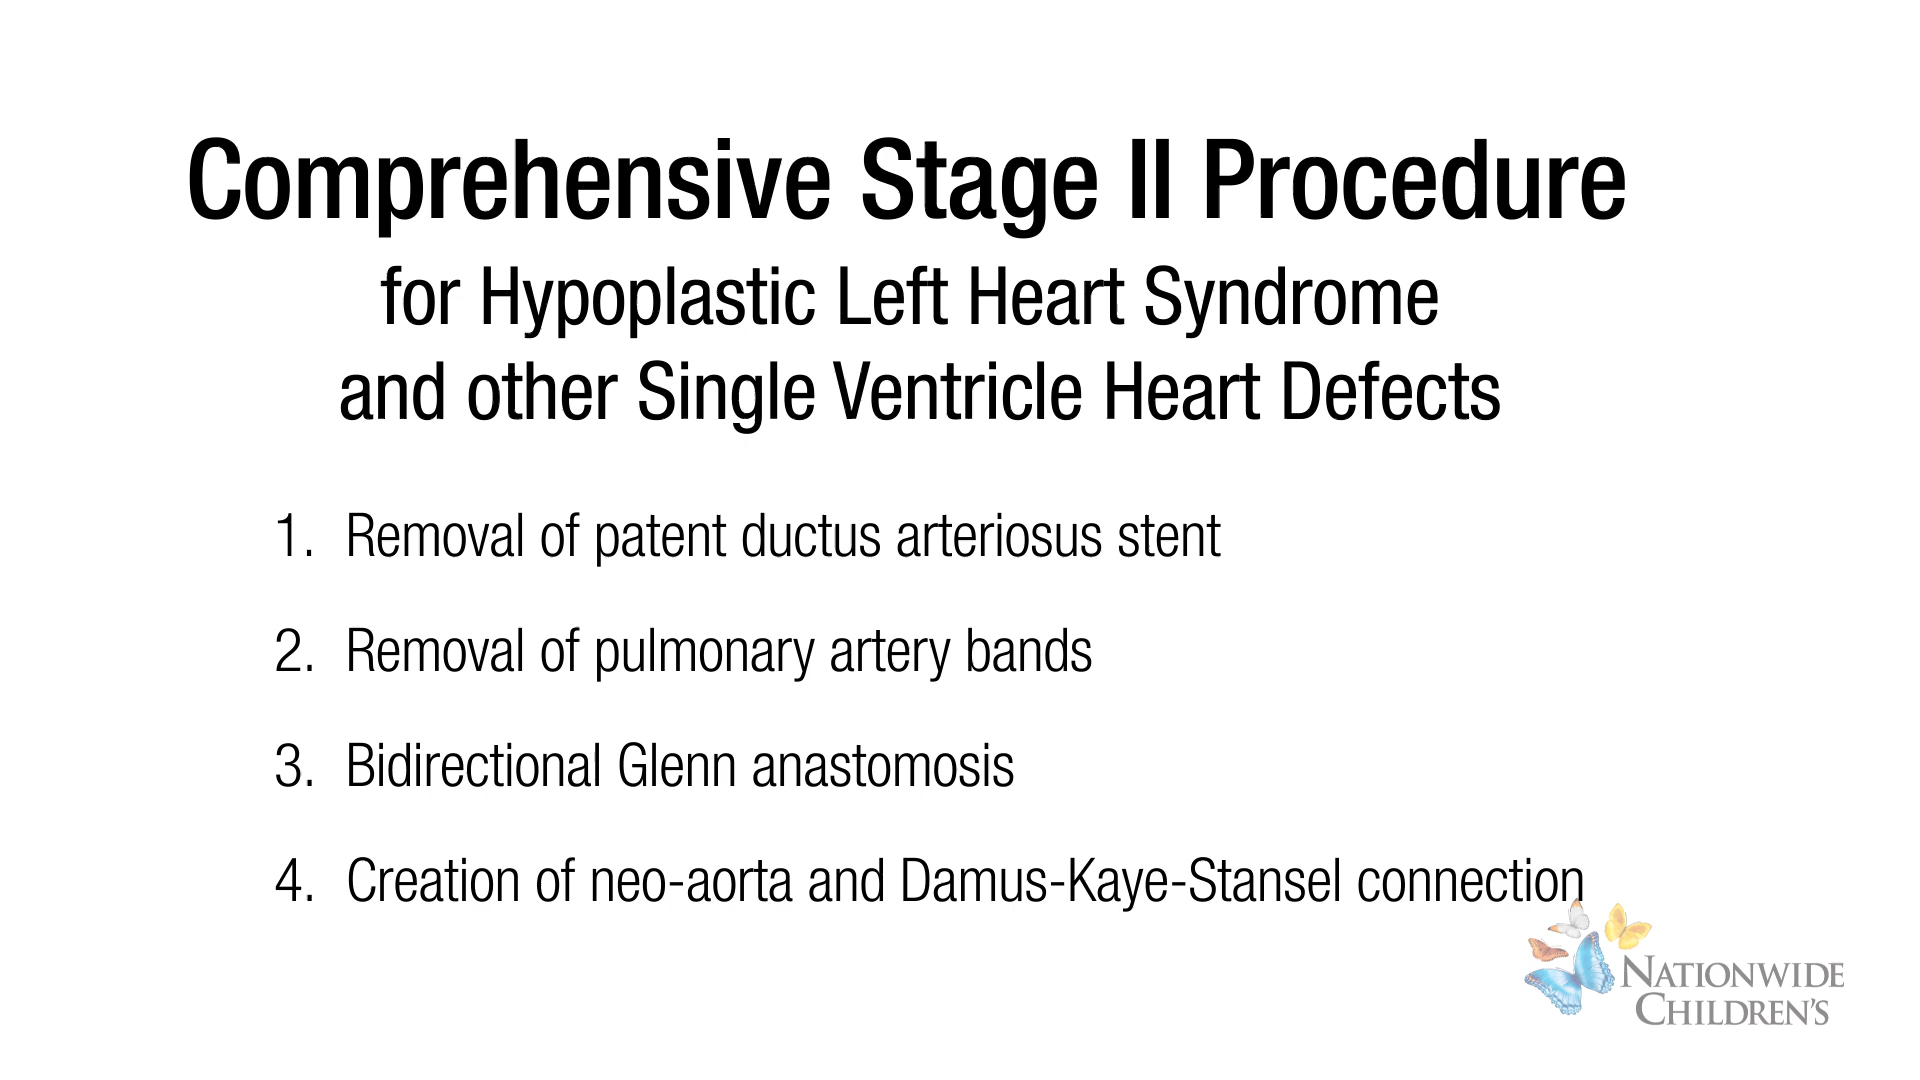 Comprehensive Stage II Procedure
for Hypoplastic Left Heart Syndrome
and other Single Ventricle Heart Defects
1. Removal of patent ductus arteriosus stent
2. Removal of pulmonary artery bands
3. Bidirectional Glenn anastomosis
4. Creation of neo-aorta and Damus-Kaye-Stansel connection
NATIONWIDE
CHILDREN'S